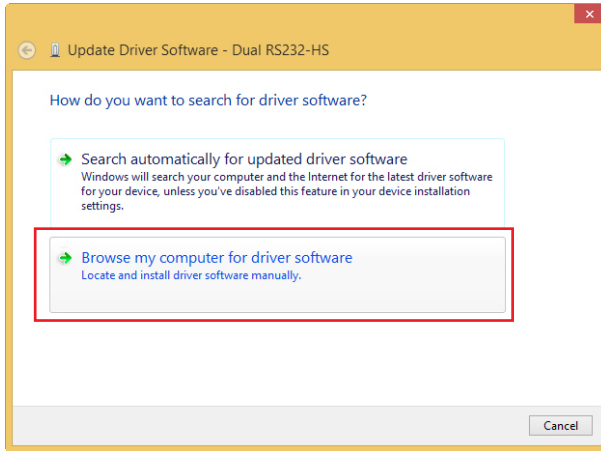 Update Driver Software - Dual RS232-HS
How do you want to search for driver software?
Search automatically for updated driver software
Windows will search your computer and the Internet for the latest driver software
for your device, unless you've disabled this feature in your device installation
settings.
Browse my computer for driver software
Locate and install driver software manually.
Cancel